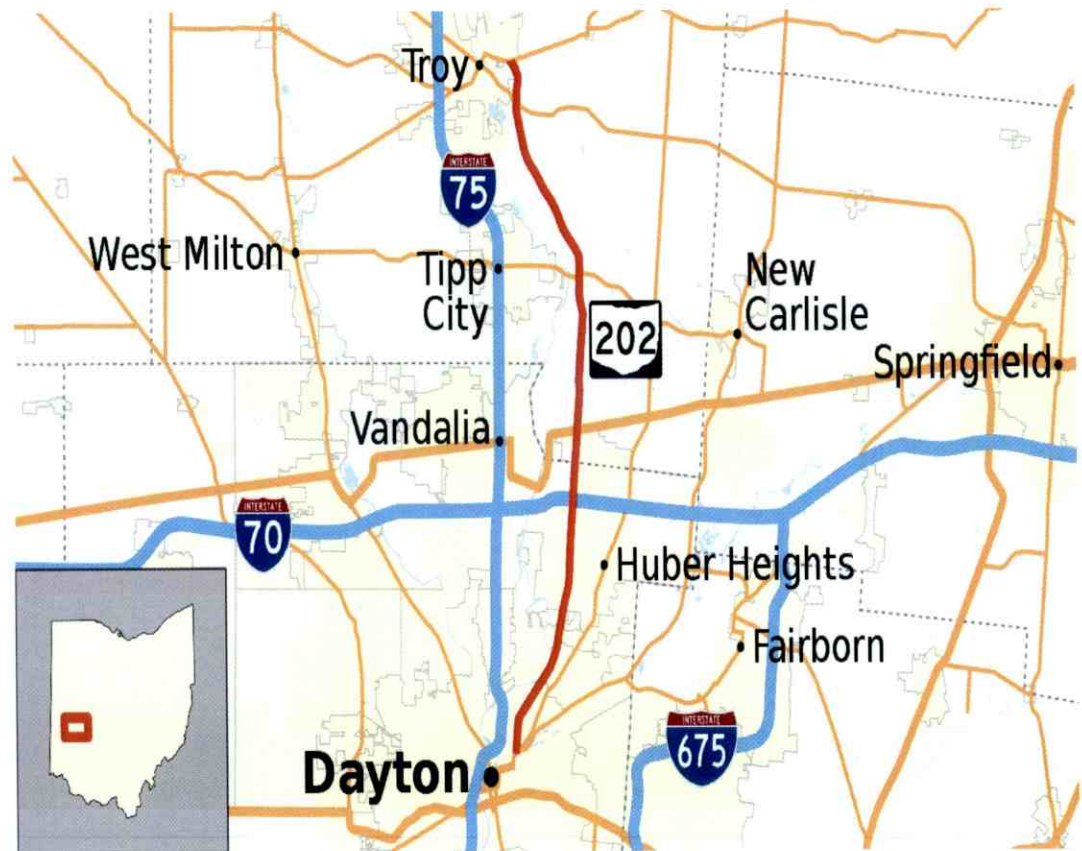 Troy
INTERSTATE
75
West Milton
Tipp
City
New
Carlisle
202
Springfield
Vandalia
INTERSTATE
70
Huber Heights
Fairborn
INTERSTATE
675
Dayton